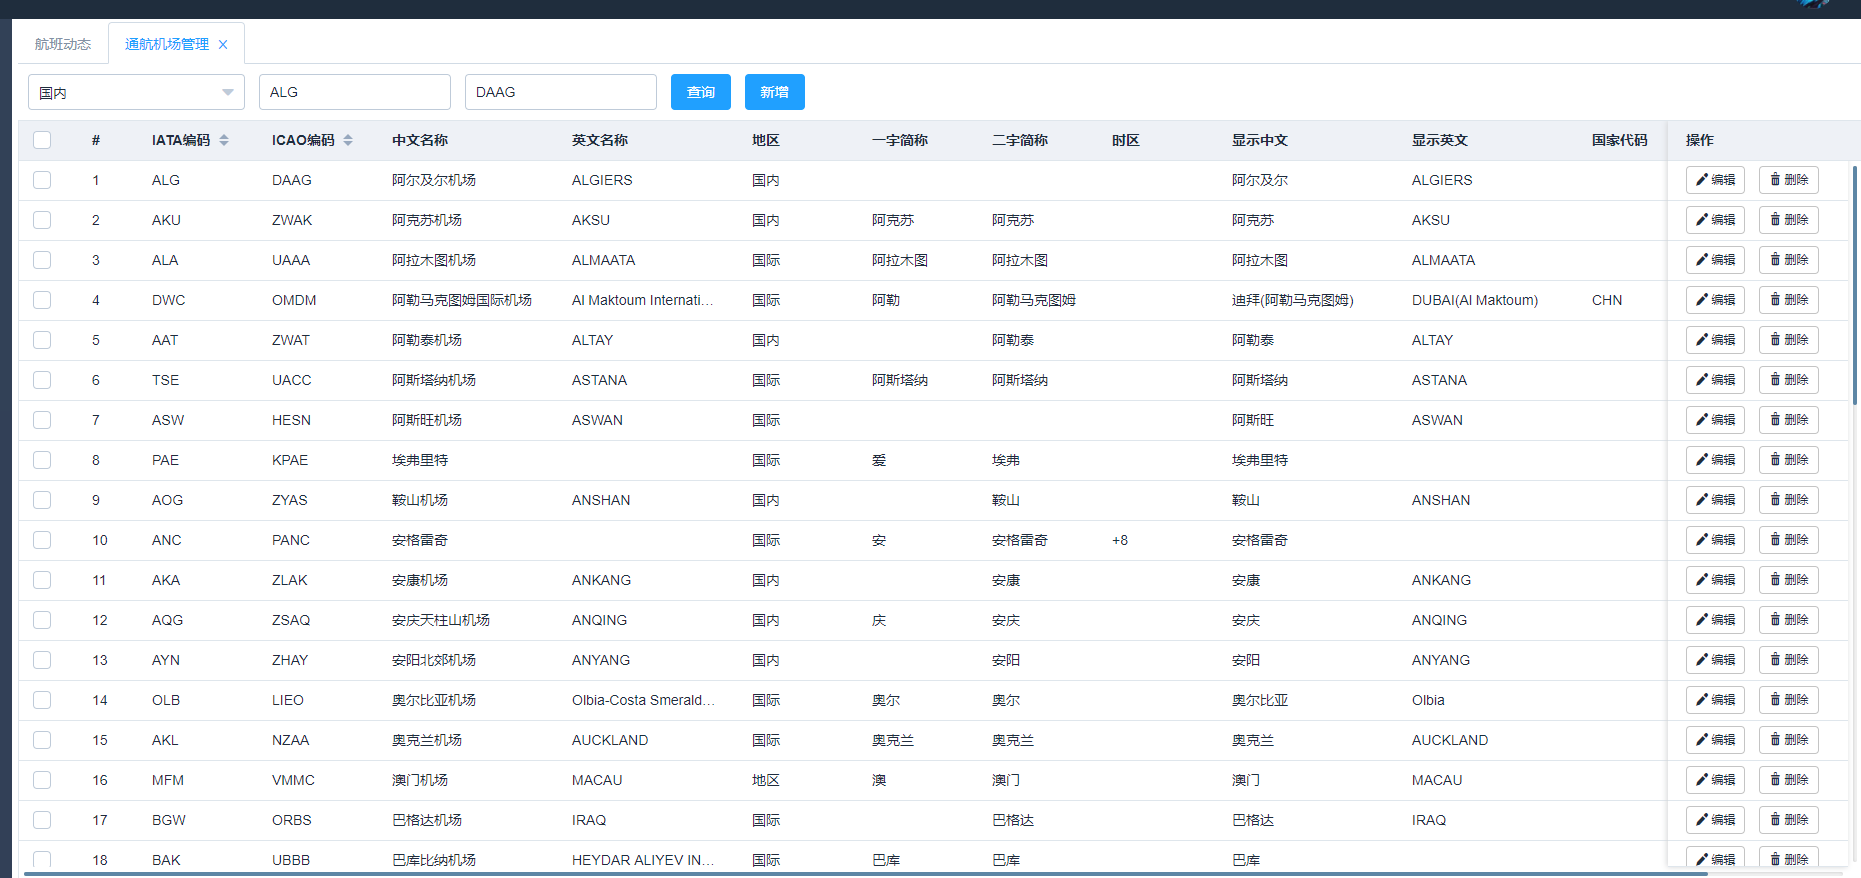 航班动态 通航机场管理
国内 ALG DAAG 查询 新增
# IATA编码 ICAO编码 中文名称 英文名称 地区 一字简称 二字简称 时区 显示中文 显示英文 国家代码 操作
1 ALG DAAG 阿尔及尔机场 ALGIERS 国内 阿尔及尔 ALGIERS 编辑 删除
2 AKU ZWAK 阿克苏机场 AKSU 国内 阿克苏 阿克苏 阿克苏 AKSU 编辑 删除
3 ALA UAAA 阿拉木图机场 ALMAATA 国际 阿拉木图 阿拉木图 阿拉木图 ALMAATA 编辑 删除
4 DWC OMDM 阿勒马克图姆国际机场 Al Maktoum Internati... 国际 阿勒 阿勒马克图姆 迪拜(阿勒马克图姆) DUBAI(Al Maktoum) CHN 编辑 删除
5 AAT ZWAT 阿勒泰机场 ALTAY 国内 阿勒泰 阿勒泰 ALTAY 编辑 删除
6 TSE UACC 阿斯塔纳机场 ASTANA 国际 阿斯塔纳 阿斯塔纳 阿斯塔纳 ASTANA 编辑 删除
7 ASW HESN 阿斯旺机场 ASWAN 国际 阿斯旺 ASWAN 编辑 删除
8 PAE KPAE 埃弗里特 国际 爱 埃弗 埃弗里特 编辑 删除
9 AOG ZYAS 鞍山机场 ANSHAN 国内 鞍山 鞍山 ANSHAN 编辑 删除
10 ANC PANC 安格雷奇 国际 安 安格雷奇 +8 安格雷奇 编辑 删除
11 AKA ZLAK 安康机场 ANKANG 国内 安康 安康 ANKANG 编辑 删除
12 AQG ZSAQ 安庆天柱山机场 ANQING 国内 庆 安庆 安庆 ANQING 编辑 删除
13 AYN ZHAY 安阳北郊机场 ANYANG 国内 安阳 安阳 ANYANG 编辑 删除
14 OLB LIEO 奥尔比亚机场 Olbia-Costa Smerald... 国际 奥尔 奥尔 奥尔比亚 Olbia 编辑 删除
15 AKL NZAA 奥克兰机场 AUCKLAND 国际 奥克兰 奥克兰 奥克兰 AUCKLAND 编辑 删除
16 MFM VMMC 澳门机场 MACAU 地区 澳 澳门 澳门 MACAU 编辑 删除
17 BGW ORBS 巴格达机场 IRAQ 国际 巴格达 巴格达 IRAQ 编辑 删除
18 BAK UBBB 巴库比纳机场 HEYDAR ALIYEV IN... 国际 巴库 巴库 巴库 编辑 删除